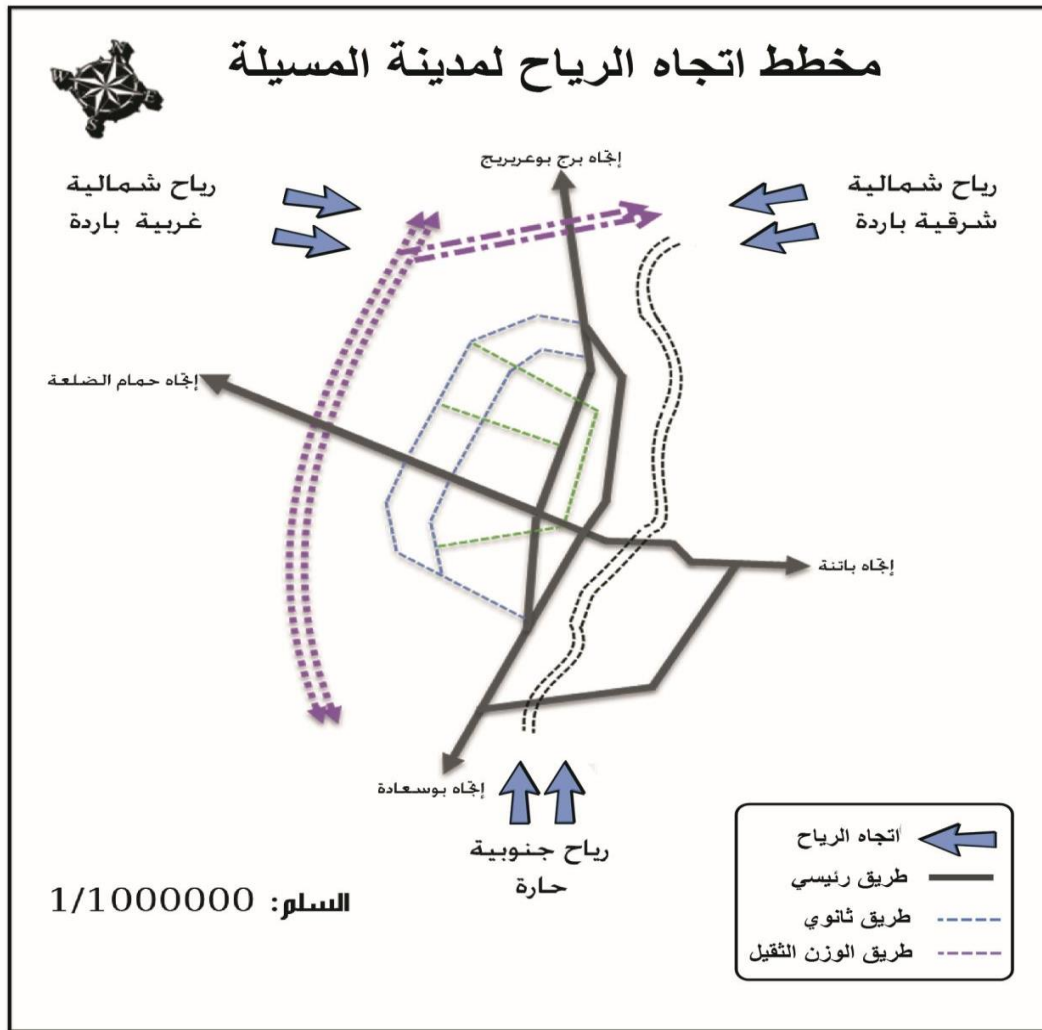 مخطط اتجاه الرياح لمدينة المسيلة
إتجاه برج بوعريريج
رياح شمالية
غربية باردة
رياح شمالية
شرقية باردة
إتجاه حمام الضلعة
إتجاه باتنة
إتجاه بوسعادة
رياح جنوبية
حارة
السلم: 1/1000000
اتجاه الرياح
طريق رئيسي
طريق ثانوي
طريق الوزن الثقيل